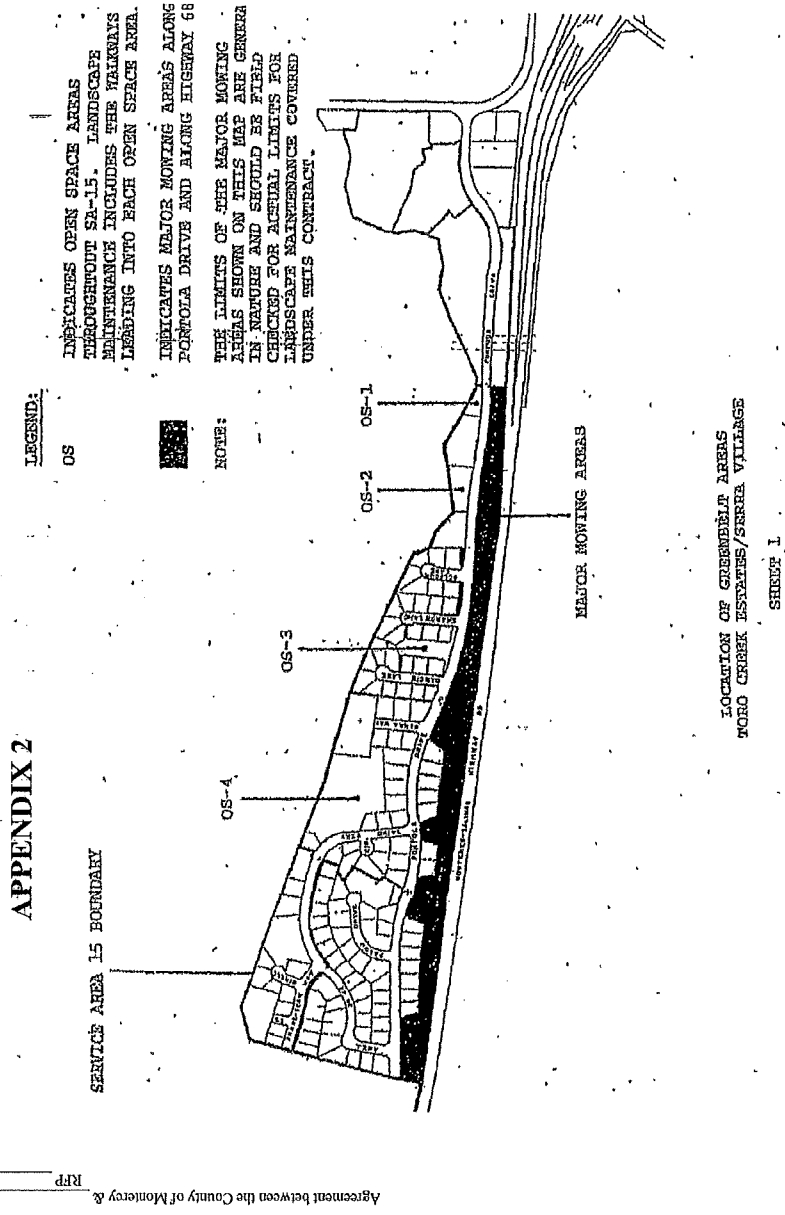 APPENDIX 2
LEGEND:
OS
INDICATES OPEN SPACE AREAS
THROUGHTOUT SA-15. LANDSCAPE
MAINTENANCE INCLUDES THE WALKWAYS
LEADING INTO EACH OPEN SPACE AREA.
INDICATES MAJOR MOWING AREAS ALONG
PORTOLA DRIVE AND ALONG HIGHWAY 68
NOTE:
THE LIMITS OF THE MAJOR MOWING
AREAS SHOWN ON THIS MAP ARE GENERA
IN NATURE AND SHOULD BE FIELD
CHECKED FOR ACTUAL LIMITS FOR
LANDSCAPE MAINTENANCE COVERED
UNDER THIS CONTRACT.
SERVICE AREA 15 BOUNDARY
OS-4
OS-3
OS-2
OS-1
PORTOLA
DRIVE
MAJOR MOWING AREAS
LOCATION OF GREENBELT AREAS
TORO CREEK ESTATES/SERRA VILLAGE
SHEET 1
RFP
Agreement between the County of Monterey &